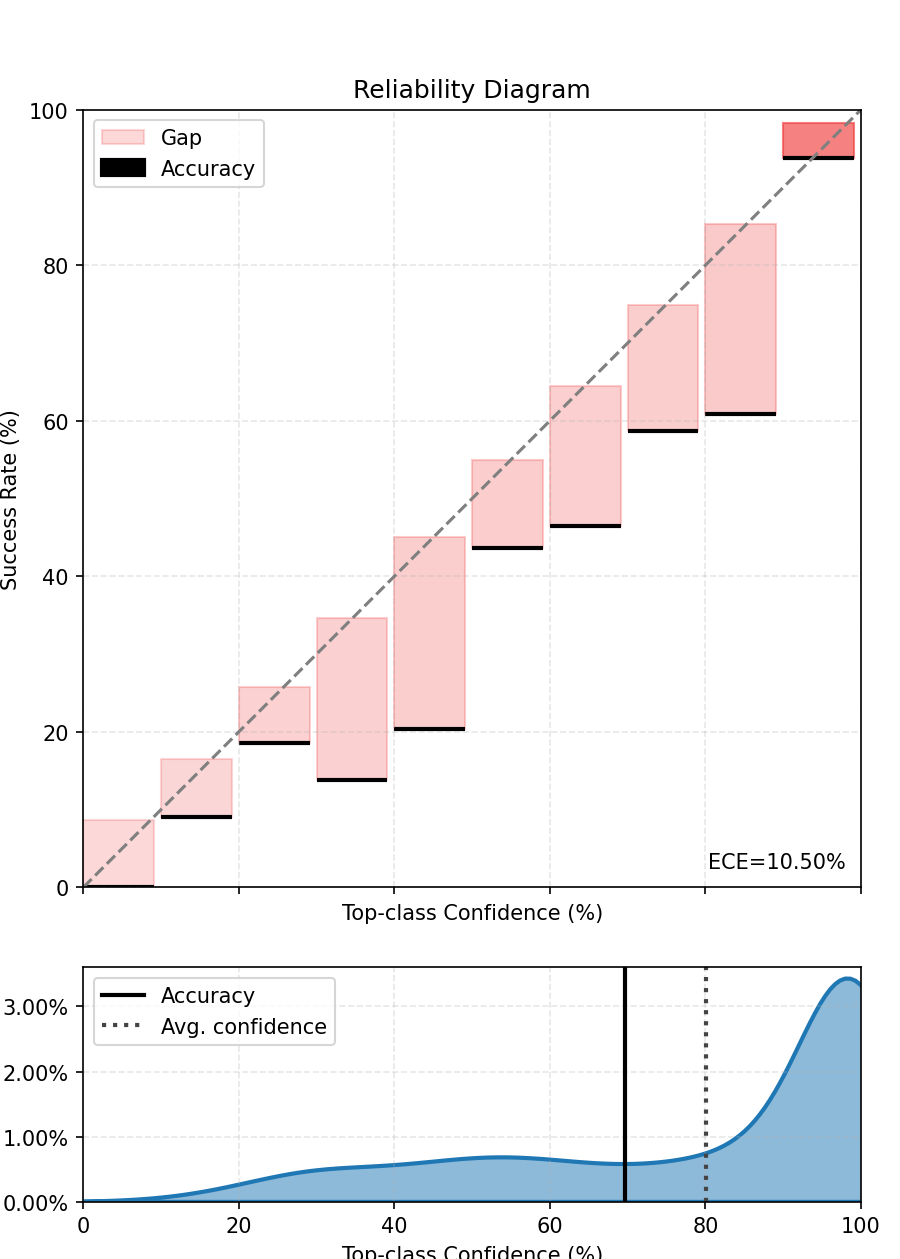 Reliability Diagram
100
80
60
40
20
0
Success Rate (%)
Gap
Accuracy
ECE=10.50%
Top-class Confidence (%)
3.00%
2.00%
1.00%
0.00%
Accuracy
Avg. confidence
0
20
40
60
80
100
Top-class Confidence (%)